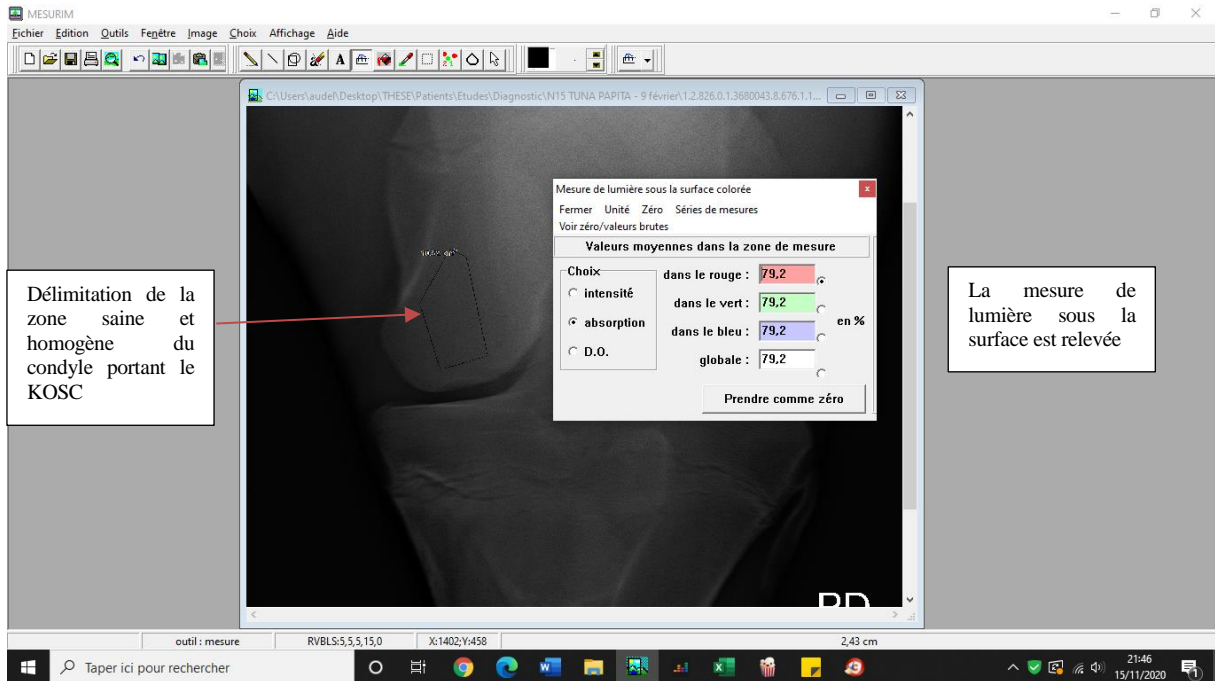 MESURIM
Fichier Edition Outils Fenêtre Image Choix Affichage Aide
A
C:\Users\audel\Desktop\THESE\Patients\Etudes\Diagnostic\N15 TUNA PAPITA - 9 février\1.2.826.0.1.3680043.8.676.1.1...
Mesure de lumière sous la surface colorée
Fermer Unité Zéro Séries de mesures
Voir zéro/valeurs brutes
Valeurs moyennes dans la zone de mesure
Choix
intensité
absorption
D.O.
dans le rouge : 79,2
dans le vert : 79,2
dans le bleu : 79,2
globale : 79,2
en %
Prendre comme zéro
Délimitation de la
zone saine et
homogène du
condyle portant le
KOSC
La mesure de
lumière sous la
surface est relevée
outil : mesure RVBLS:5,5,5,15,0 X:1402;Y:458 2,43 cm
Taper ici pour rechercher
21:46
15/11/2020